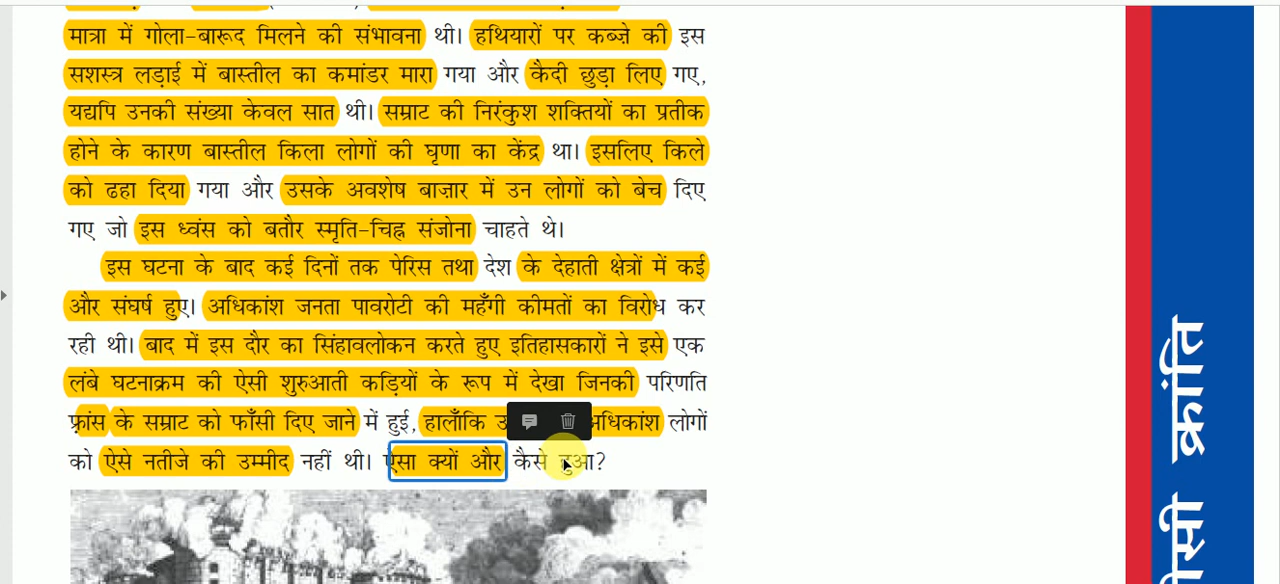 मात्रा में गोला-बारूद मिलने की संभावना थी। हथियारों पर कब्ज़े की इस
सशस्त्र लड़ाई में बास्तील का कमांडर मारा गया और कैदी छुड़ा लिए गए,
यद्यपि उनकी संख्या केवल सात थी। सम्राट की निरंकुश शक्तियों का प्रतीक
होने के कारण बास्तील किला लोगों की घृणा का केंद्र था। इसलिए किले
को ढहा दिया गया और उसके अवशेष बाज़ार में उन लोगों को बेच दिए
गए जो इस ध्वंस को बतौर स्मृति-चिह्न संजोना चाहते थे।
इस घटना के बाद कई दिनों तक पेरिस तथा देश के देहाती क्षेत्रों में कई
और संघर्ष हुए। अधिकांश जनता पावरोटी की महँगी कीमतों का विरोध कर
रही थी। बाद में इस दौर का सिंहावलोकन करते हुए इतिहासकारों ने इसे एक
लंबे घटनाक्रम की ऐसी शुरुआती कड़ियों के रूप में देखा जिनकी परिणति
फ़्रांस के सम्राट को फाँसी दिए जाने में हुई, हालाँकि अधिकांश लोगों
को ऐसे नतीजे की उम्मीद नहीं थी। ऐसा क्यों और कैसे हुआ?
क्रांति